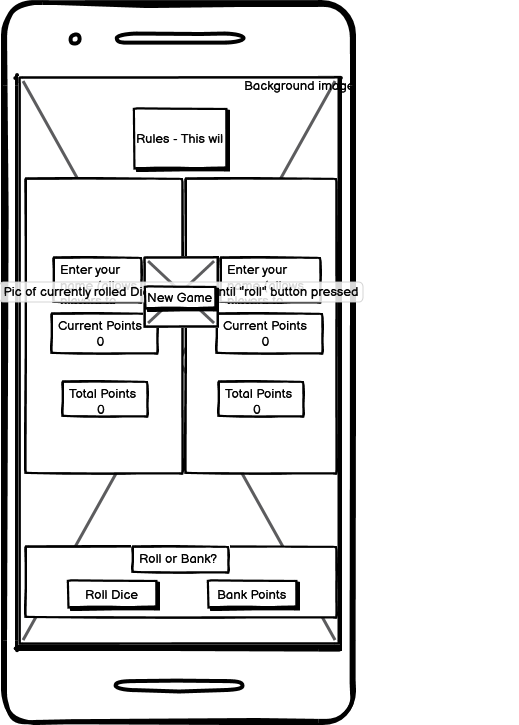 Background image
Rules - This wil
Enter your
Enter your
Pic of currently rolled Di
ntil "roll" button pressed
New Game
Current Points
0
Current Points
0
Total Points
0
Total Points
0
Roll or Bank?
Roll Dice
Bank Points